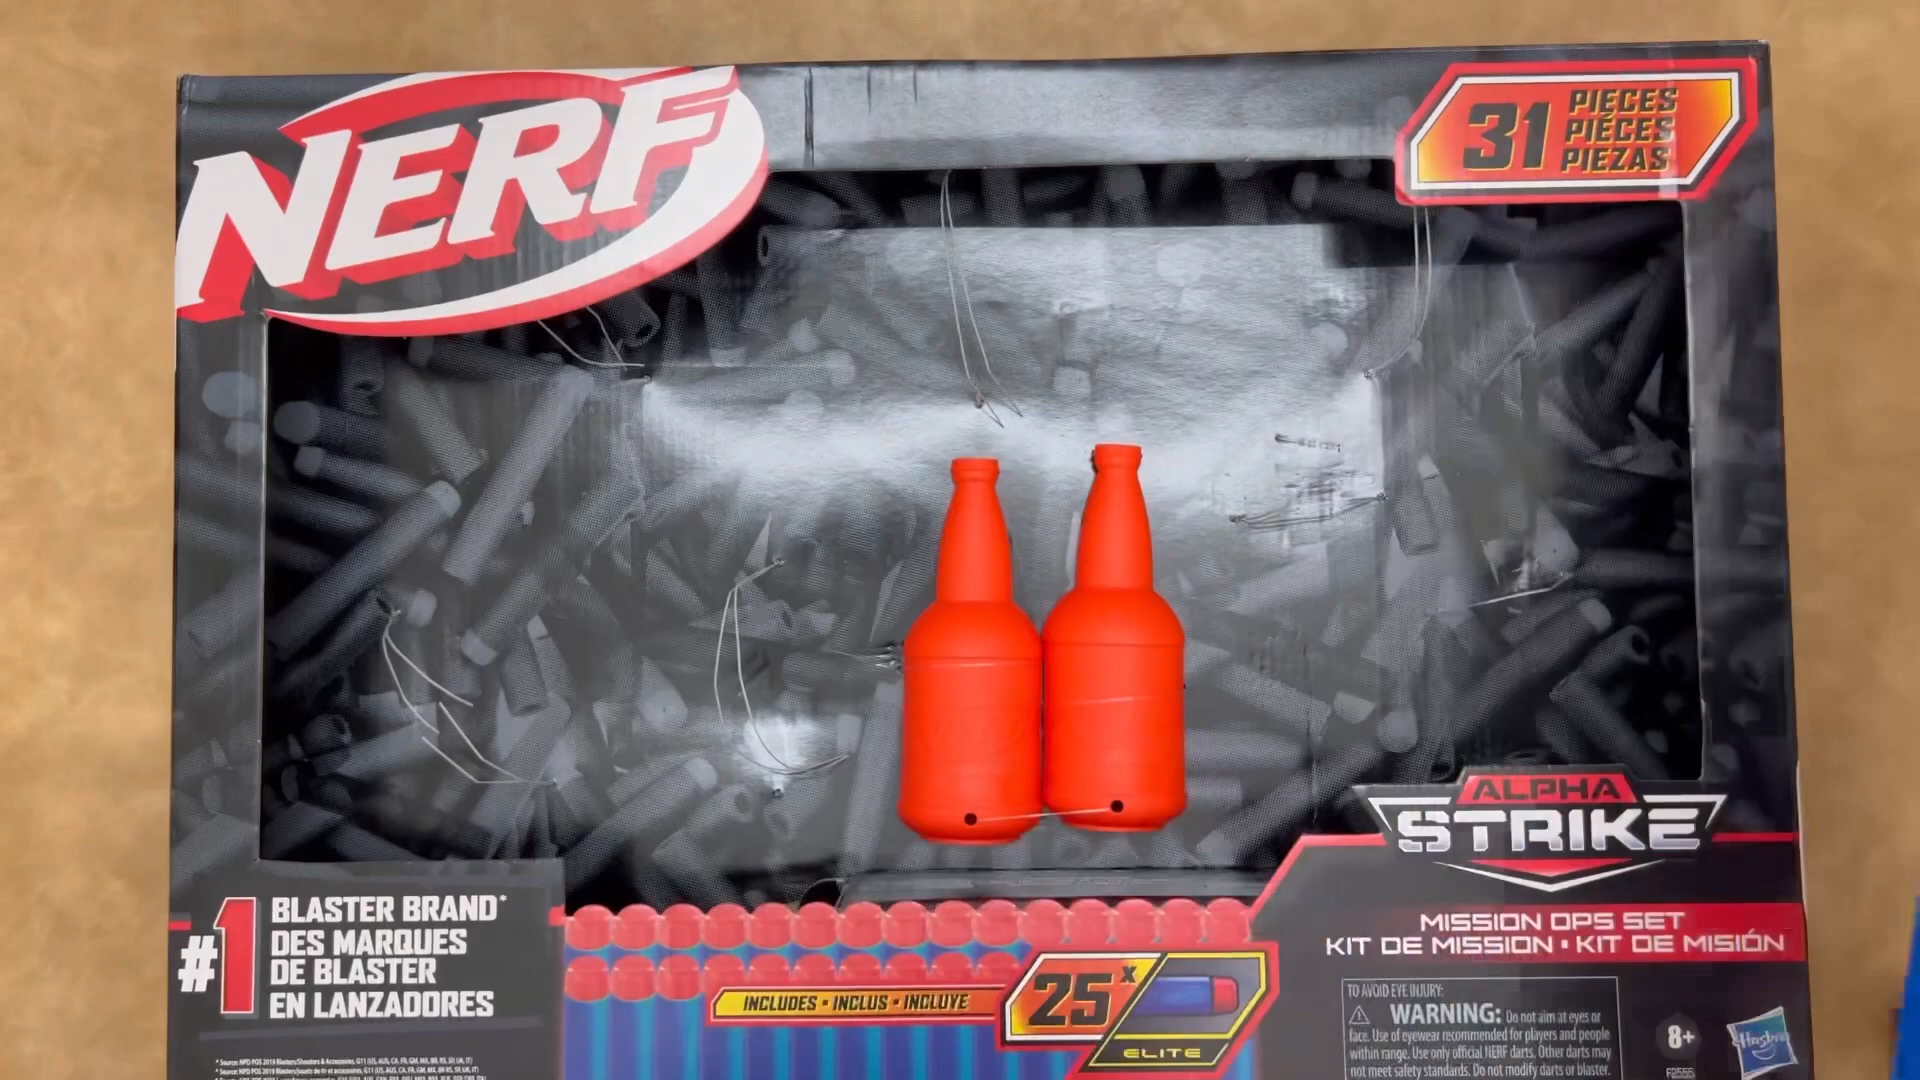 NERF
31 PIECES
PIÈCES
PIEZAS
ALPHA
STRIKE
MISSION OPS SET
KIT DE MISSION • KIT DE MISIÓN
#1 BLASTER BRAND*
DES MARQUES
DE BLASTER
EN LANZADORES
INCLUDES • INCLUS • INCLUYE
25x
ELITE
TO AVOID EYE INJURY:
WARNING: Do not aim at eyes or
face. Use of eyewear recommended for players and people
within range. Use only official NERF darts. Other darts may
not meet safety standards. Do not modify darts or blaster.
8+
F2555
Hasbro